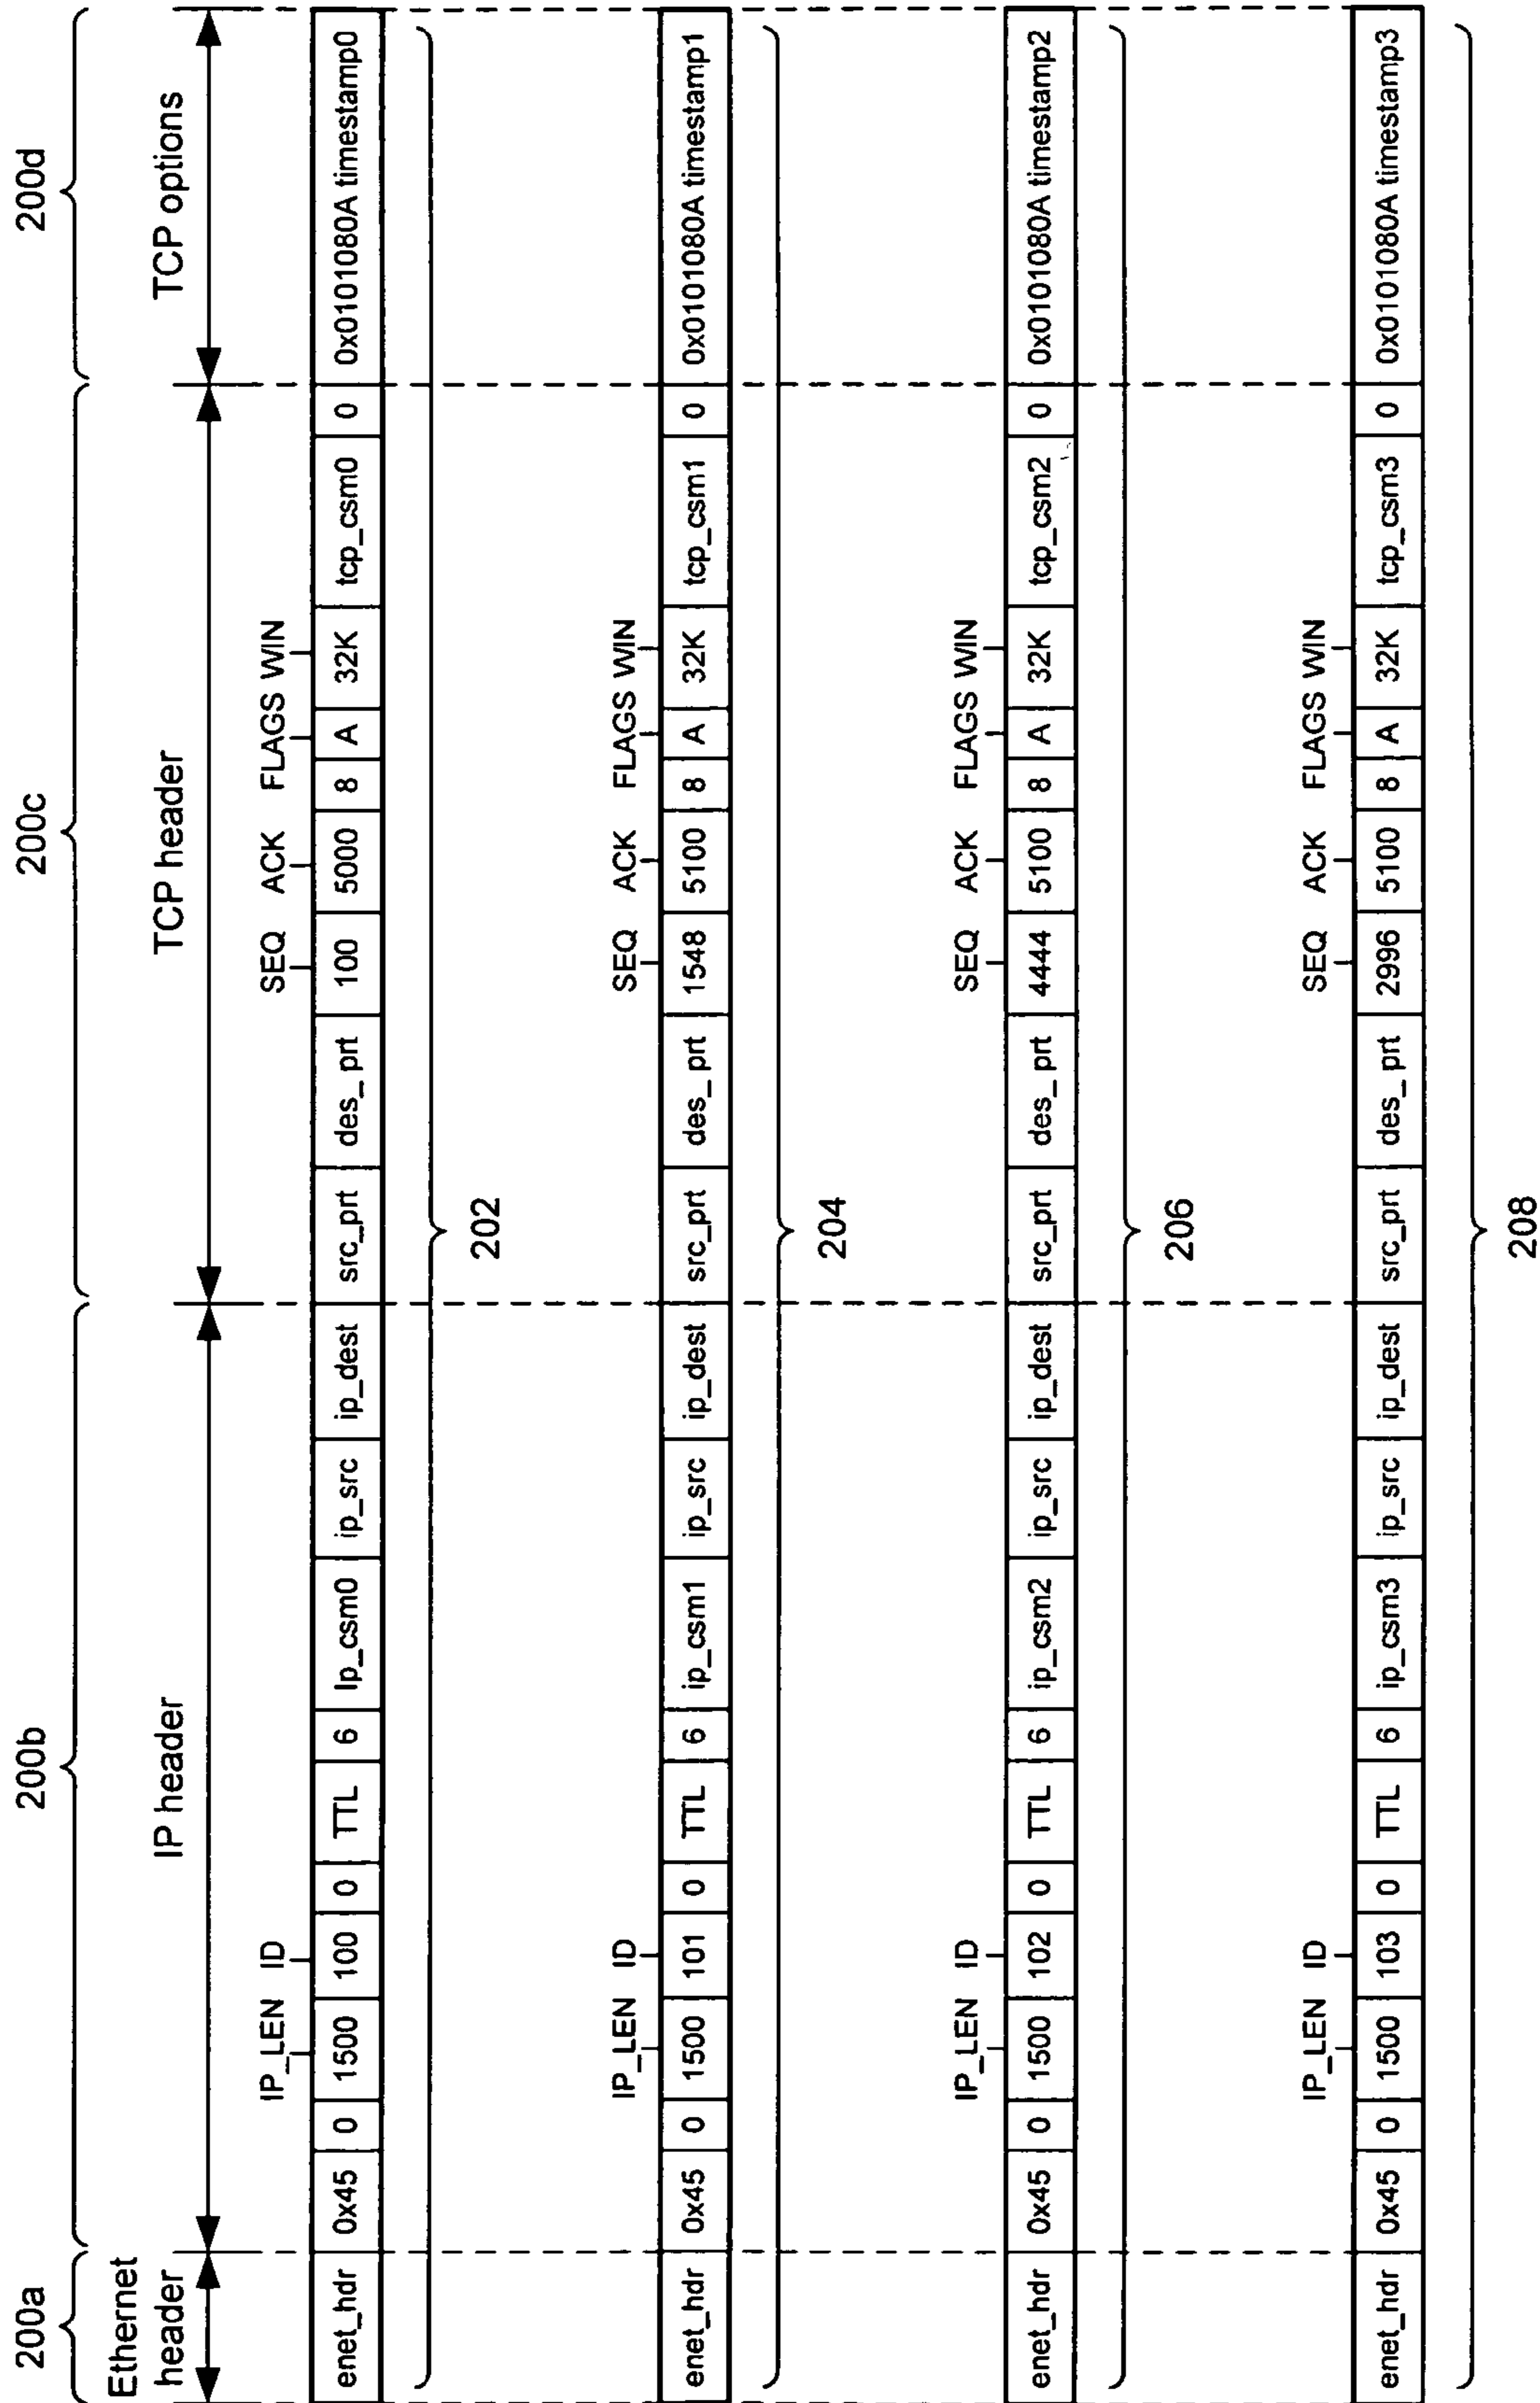 200a 200b 200c 200d
Ethernet header IP header TCP header TCP options
IP_LEN ID SEQ ACK FLAGS WIN
enet_hdr 0x45 0 1500 100 0 TTL 6 Ip_csm0 ip_src ip_dest src_prt des_prt 100 5000 8 A 32K tcp_csm0 0 0x0101080A timestamp0
202
IP_LEN ID SEQ ACK FLAGS WIN
enet_hdr 0x45 0 1500 101 0 TTL 6 ip_csm1 ip_src ip_dest src_prt des_prt 1548 5100 8 A 32K tcp_csm1 0 0x0101080A timestamp1
204
IP_LEN ID SEQ ACK FLAGS WIN
enet_hdr 0x45 0 1500 102 0 TTL 6 ip_csm2 ip_src ip_dest src_prt des_prt 4444 5100 8 A 32K tcp_csm2 0 0x0101080A timestamp2
206
IP_LEN ID SEQ ACK FLAGS WIN
enet_hdr 0x45 0 1500 103 0 TTL 6 ip_csm3 ip_src ip_dest src_prt des_prt 2996 5100 8 A 32K tcp_csm3 0 0x0101080A timestamp3
208